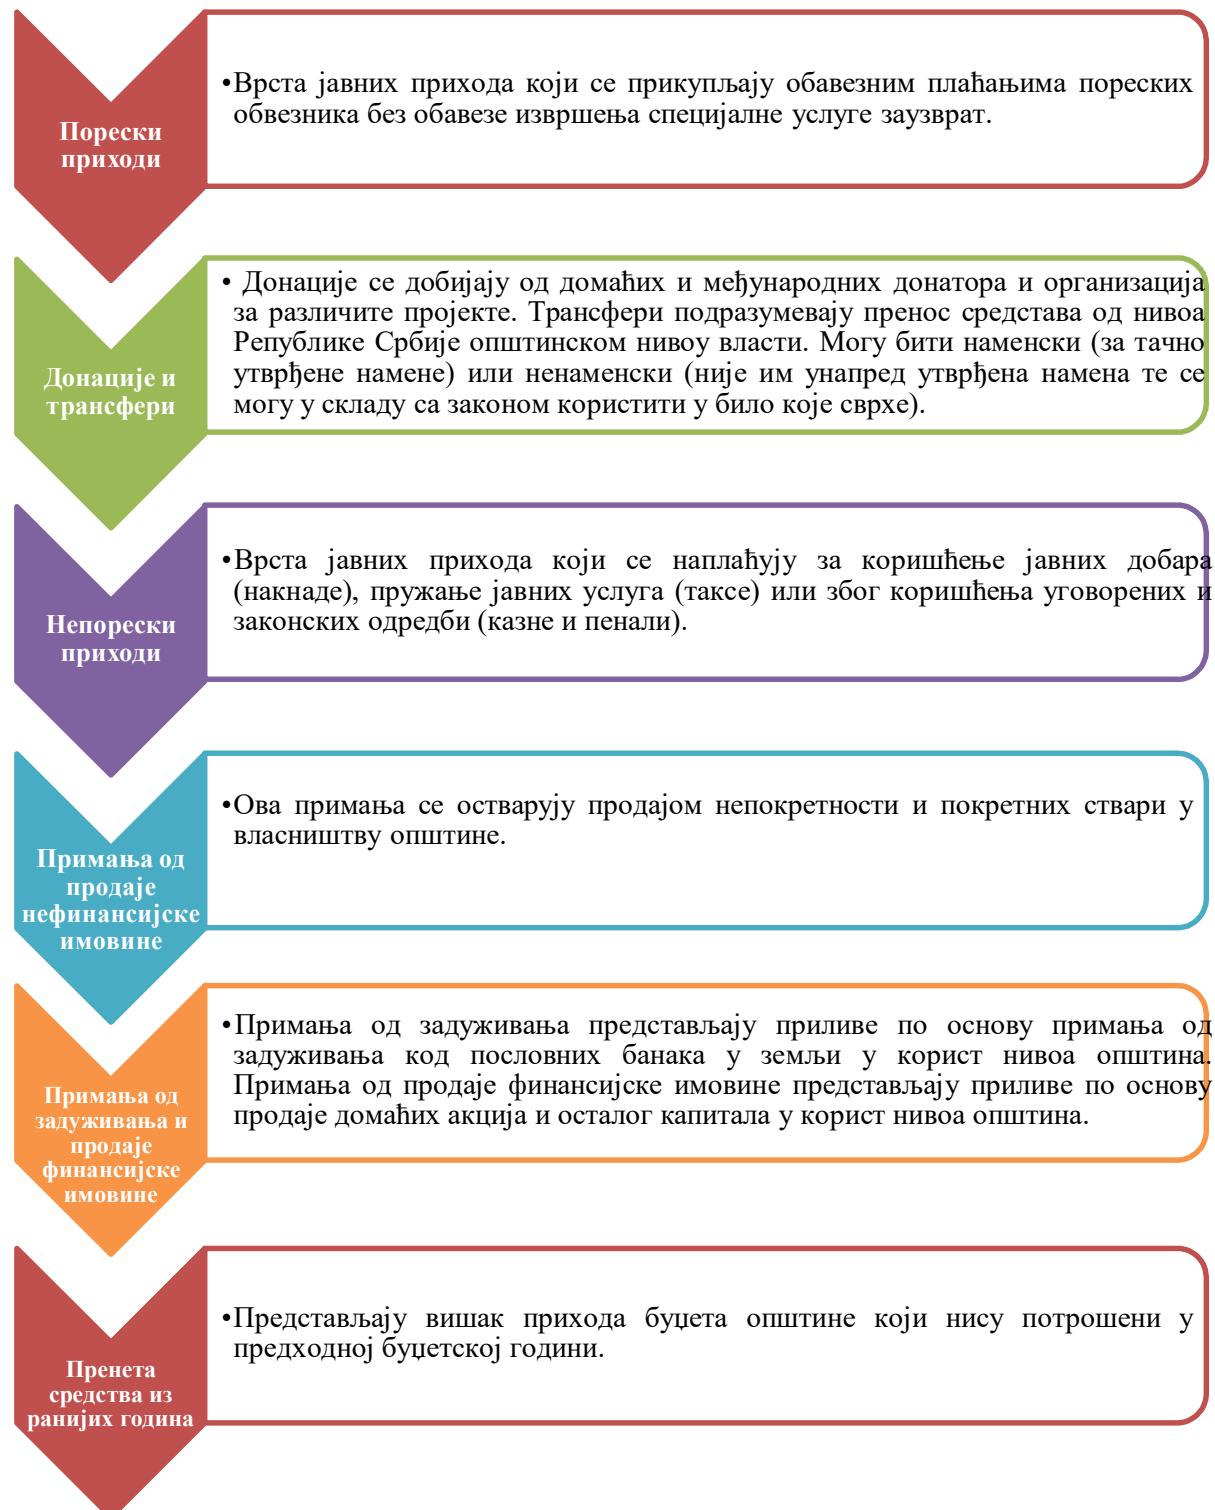 Порески
приходи
•Врста јавних прихода који се прикупљају обавезним плаћањима пореских
обвезника без обавезе извршења специјалне услуге заузврат.
Донације и
трансфери
• Донације се добијају од домаћих и међународних донатора и организација
за различите пројекте. Трансфери подразумевају пренос средстава од нивоа
Републике Србије општинском нивоу власти. Могу бити наменски (за тачно
утврђене намене) или ненаменски (није им унапред утврђена намена те се
могу у складу са законом користити у било које сврхе).
Непорески
приходи
•Врста јавних прихода који се наплаћују за коришћење јавних добара
(накнаде), пружање јавних услуга (таксе) или због коришћења уговорених и
законских одредби (казне и пенали).
Примања од
продаје
нефинансијске
имовине
•Ова примања се остварују продајом непокретности и покретних ствари у
власништву општине.
Примања од
задуживања и
продаје
финансијске
имовине
•Примања од задуживања представљају приливе по основу примања од
задуживања код пословних банака у земљи у корист нивоа општина.
Примања од продаје финансијске имовине представљају приливе по основу
продаје домаћих акција и осталог капитала у корист нивоа општина.
Пренета
средства из
ранијих година
•Представљају вишак прихода буџета општине који нису потрошени у
предходној буџетској години.